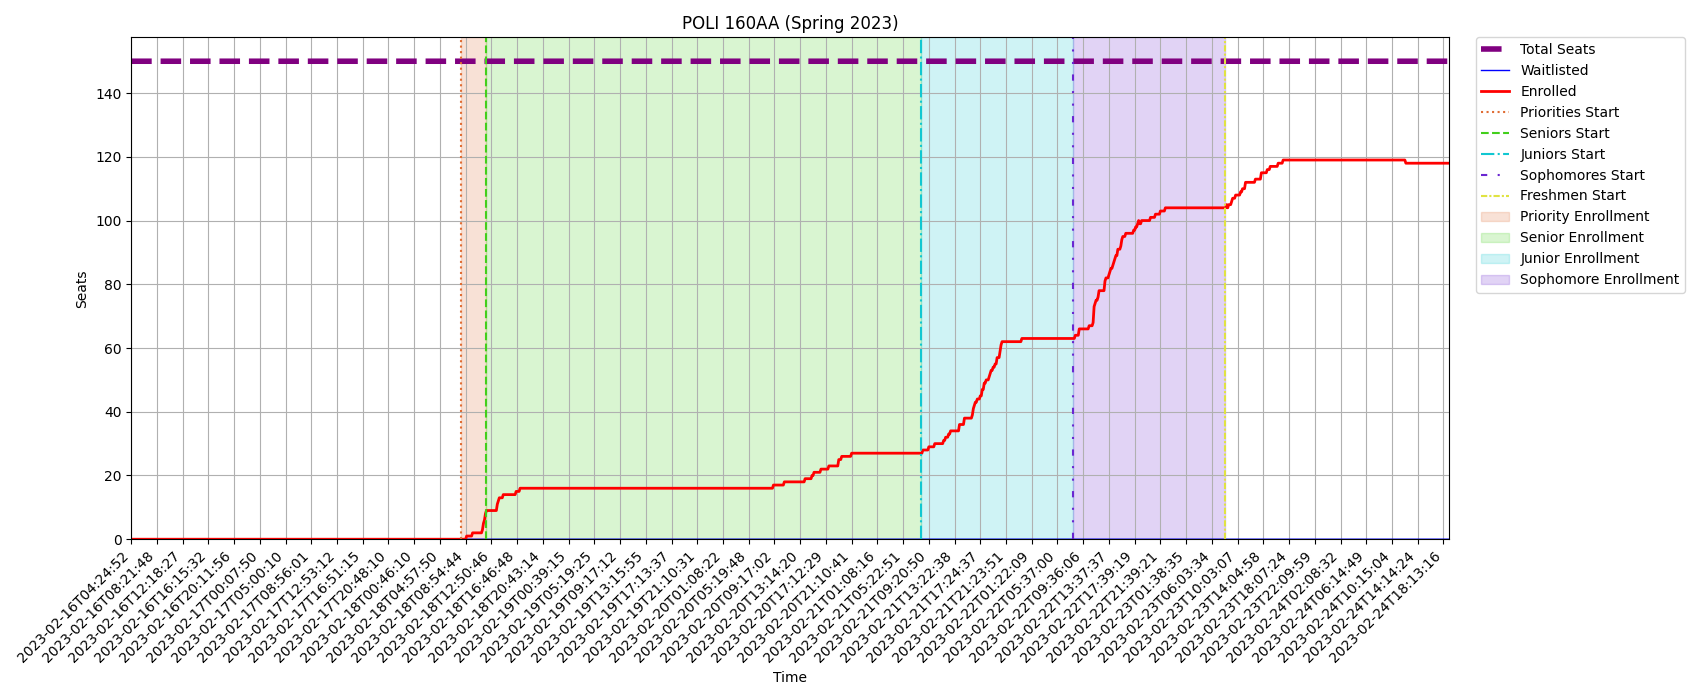 POLI 160AA (Spring 2023)
Seats
140
120
100
80
60
40
20
0
2023-02-16T04:24:52
2023-02-16T08:21:48
2023-02-16T12:18:27
2023-02-16T16:15:32
2023-02-16T20:11:56
2023-02-17T00:07:50
2023-02-17T05:00:10
2023-02-17T08:56:01
2023-02-17T12:53:12
2023-02-17T16:51:15
2023-02-17T20:48:10
2023-02-18T00:46:10
2023-02-18T04:57:50
2023-02-18T08:54:44
2023-02-18T12:50:46
2023-02-18T16:46:48
2023-02-18T20:43:14
2023-02-19T00:39:15
2023-02-19T05:19:25
2023-02-19T09:17:12
2023-02-19T13:15:55
2023-02-19T17:13:37
2023-02-19T21:10:31
2023-02-20T01:08:22
2023-02-20T05:19:48
2023-02-20T09:17:02
2023-02-20T13:14:20
2023-02-20T17:12:29
2023-02-20T21:10:41
2023-02-21T01:08:16
2023-02-21T05:22:51
2023-02-21T09:20:50
2023-02-21T13:22:38
2023-02-21T17:24:37
2023-02-21T21:23:51
2023-02-22T01:22:09
2023-02-22T05:37:00
2023-02-22T09:36:06
2023-02-22T13:37:37
2023-02-22T17:39:19
2023-02-22T21:39:21
2023-02-23T01:38:35
2023-02-23T06:03:34
2023-02-23T10:03:07
2023-02-23T14:04:58
2023-02-23T18:07:24
2023-02-23T22:09:59
2023-02-24T02:08:32
2023-02-24T06:14:49
2023-02-24T10:15:04
2023-02-24T14:14:24
2023-02-24T18:13:16
Time
Total Seats
Waitlisted
Enrolled
Priorities Start
Seniors Start
Juniors Start
Sophomores Start
Freshmen Start
Priority Enrollment
Senior Enrollment
Junior Enrollment
Sophomore Enrollment